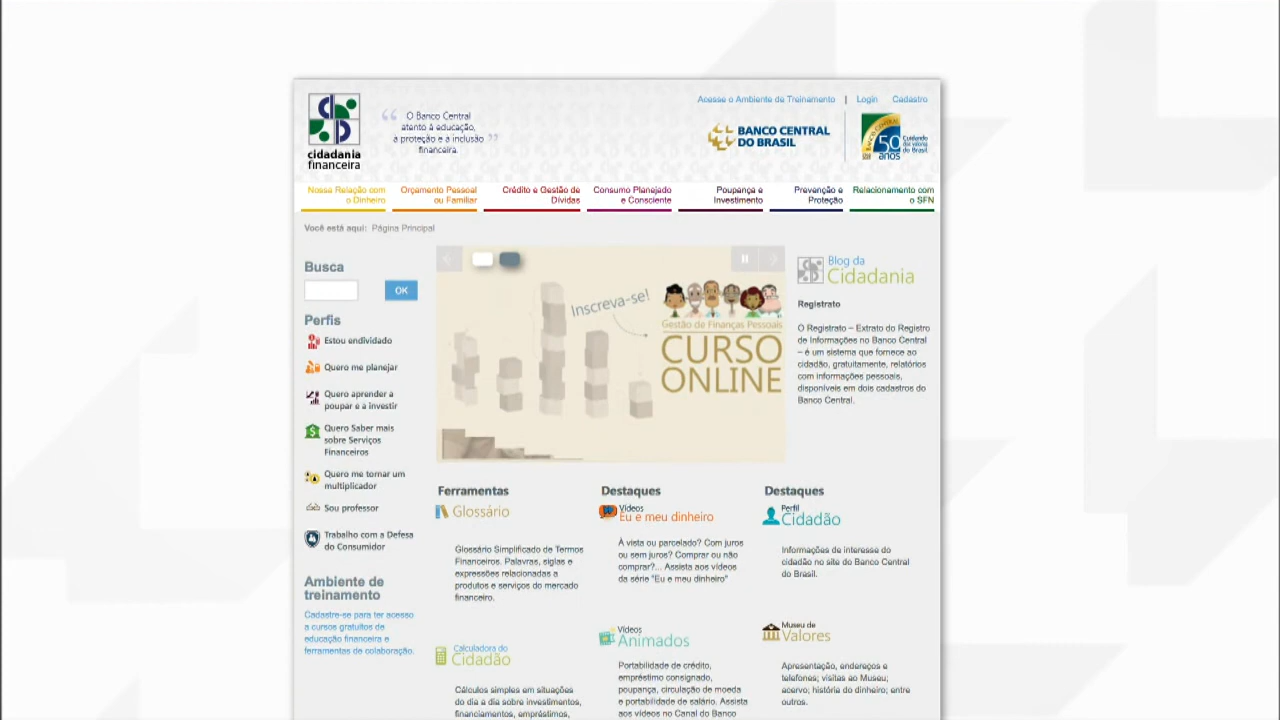 Acesse o Ambiente de Treinamento | Login Cadastro
cidadania
financeira
“ O Banco Central
atento à educação,
a proteção e a inclusão ”
financeira.
BANCO CENTRAL
DO BRASIL
BANCO CENTRAL
50
anos
Cuidando
dos valores
do Brasil
Nossa Relação com
o Dinheiro
Orçamento Pessoal
ou Familiar
Crédito e Gestão de
Dívidas
Consumo Planejado
e Consciente
Poupança e
Investimento
Prevenção e
Proteção
Relacionamento com
o SFN
Você está aqui: Página Principal
Busca
OK
Perfis
Estou endividado
Quero me planejar
Quero aprender a
poupar e a investir
Quero Saber mais
sobre Serviços
Financeiros
Quero me tornar um
multiplicador
Sou professor
Trabalho com a Defesa
do Consumidor
Ambiente de
treinamento
Cadastre-se para ter acesso
a cursos gratuitos de
educação financeira e
ferramentas de colaboração.
Inscreva-se!
Gestão de Finanças Pessoais
CURSO
ONLINE
Blog da
Cidadania
Registrato
O Registrato – Extrato do Registro
de Informações no Banco Central
– é um sistema que fornece ao
cidadão, gratuitamente, relatórios
com informações pessoais,
disponíveis em dois cadastros do
Banco Central.
Ferramentas
Glossário
Glossário Simplificado de Termos
Financeiros. Palavras, siglas e
expressões relacionadas a
produtos e serviços do mercado
financeiro.
Calculadora do
Cidadão
Cálculos simples em situações
do dia a dia sobre investimentos,
financiamentos, empréstimos,
Destaques
Vídeos
Eu e meu dinheiro
À vista ou parcelado? Com juros
ou sem juros? Comprar ou não
comprar?... Assista aos vídeos
da série "Eu e meu dinheiro"
Vídeos
Animados
Portabilidade de crédito,
empréstimo consignado,
poupança, circulação de moeda
e portabilidade de salário. Assista
aos vídeos no Canal do Banco
Destaques
Perfil
Cidadão
Informações de interesse do
cidadão no site do Banco Central
do Brasil.
Museu de
Valores
Apresentação, endereços e
telefones; visitas ao Museu;
acervo; história do dinheiro; entre
outros.